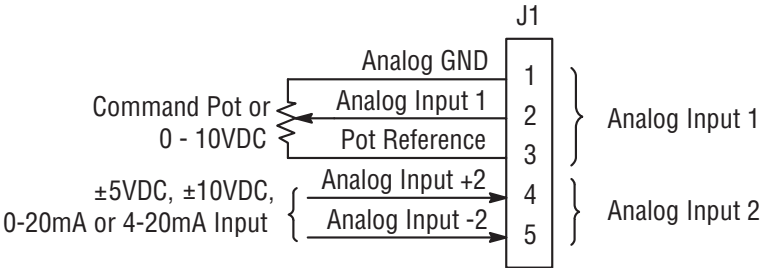 J1
Analog GND
1
Command Pot or
0 - 10VDC
Analog Input 1
2
Pot Reference
3
Analog Input 1
±5VDC, ±10VDC,
0-20mA or 4-20mA Input
Analog Input +2
4
Analog Input -2
5
Analog Input 2